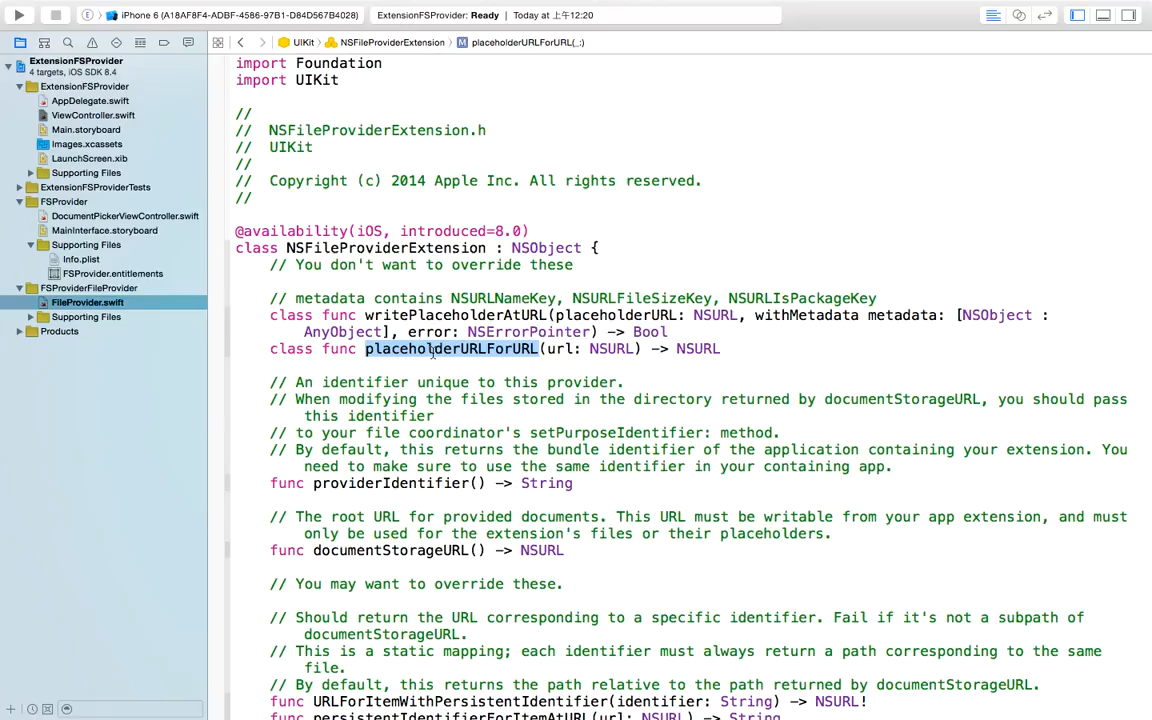 iPhone 6 (A18AF8F4-ADBF-4586-97B1-D84D567B4028)
ExtensionFSProvider: Ready | Today at 上午12:20
UIKit
NSFileProviderExtension
M placeholderURLForURL(_:)
ExtensionFSProvider
4 targets, iOS SDK 8.4
ExtensionFSProvider
AppDelegate.swift
ViewController.swift
Main.storyboard
Images.xcassets
LaunchScreen.xib
Supporting Files
ExtensionFSProviderTests
FSProvider
DocumentPickerViewController.swift
MainInterface.storyboard
Supporting Files
Info.plist
FSProvider.entitlements
FSProviderFileProvider
FileProvider.swift
Supporting Files
Products
import Foundation
import UIKit
//
//  NSFileProviderExtension.h
//  UIKit
//
//  Copyright (c) 2014 Apple Inc. All rights reserved.
//
@availability(iOS, introduced=8.0)
class NSFileProviderExtension : NSObject {
// You don't want to override these
// metadata contains NSURLNameKey, NSURLFileSizeKey, NSURLIsPackageKey
class func writePlaceholderAtURL(placeholderURL: NSURL, withMetadata metadata: [NSObject :
AnyObject], error: NSErrorPointer) -> Bool
class func placeholderURLForURL(url: NSURL) -> NSURL
// An identifier unique to this provider.
// When modifying the files stored in the directory returned by documentStorageURL, you should pass
this identifier
// to your file coordinator's setPurposeIdentifier: method.
// By default, this returns the bundle identifier of the application containing your extension. You
need to make sure to use the same identifier in your containing app.
func providerIdentifier() -> String
// The root URL for provided documents. This URL must be writable from your app extension, and must
only be used for the extension's files or their placeholders.
func documentStorageURL() -> NSURL
// You may want to override these.
// Should return the URL corresponding to a specific identifier. Fail if it's not a subpath of
documentStorageURL.
// This is a static mapping; each identifier must always return a path corresponding to the same
file.
// By default, this returns the path relative to the path returned by documentStorageURL.
func URLForItemWithPersistentIdentifier(identifier: String) -> NSURL!
func persistentIdentifierForItemAtURL(url: NSURL) -> String